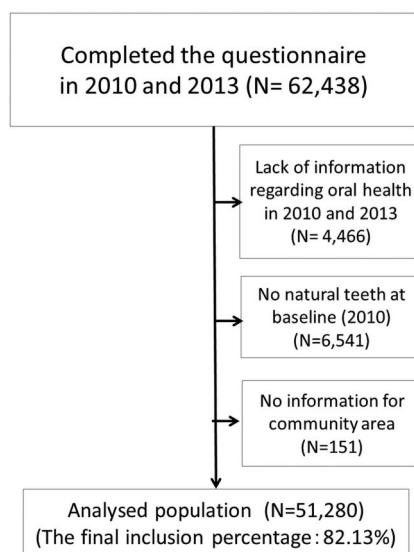 Completed the questionnaire
in 2010 and 2013 (N= 62,438)
Lack of information
regarding oral health
in 2010 and 2013
(N= 4,466)
No natural teeth at
baseline (2010)
(N=6,541)
No information for
community area
(N=151)
Analysed population (N=51,280)
(The final inclusion percentage: 82.13%)